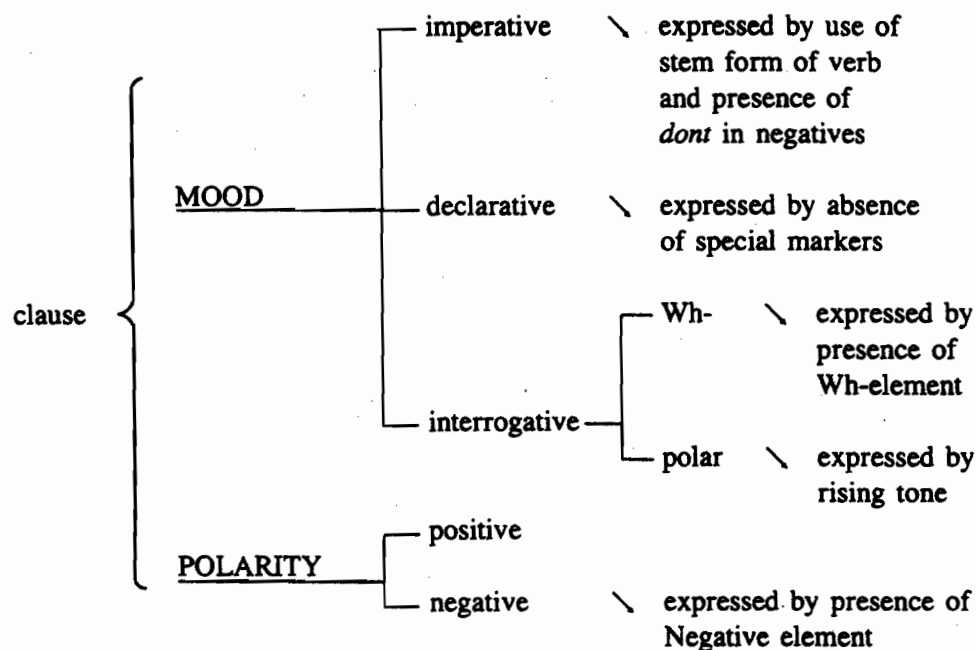 imperative ↘ expressed by use of
stem form of verb
and presence of
dont in negatives
MOOD
declarative ↘ expressed by absence
of special markers
clause
Wh- ↘ expressed by
presence of
Wh-element
interrogative
polar ↘ expressed by
rising tone
positive
POLARITY
negative ↘ expressed by presence of
Negative element